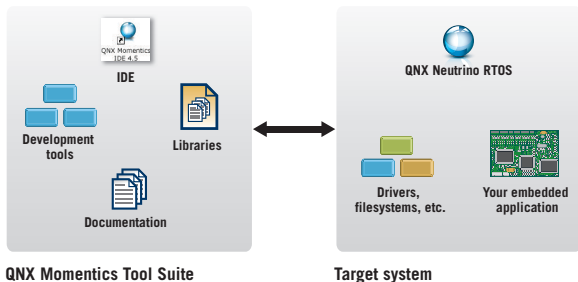 QNX Momentics
IDE 4.5
IDE
Development
tools
Libraries
Documentation
QNX Momentics Tool Suite
QNX Neutrino RTOS
Drivers,
filesystems, etc.
Your embedded
application
Target system